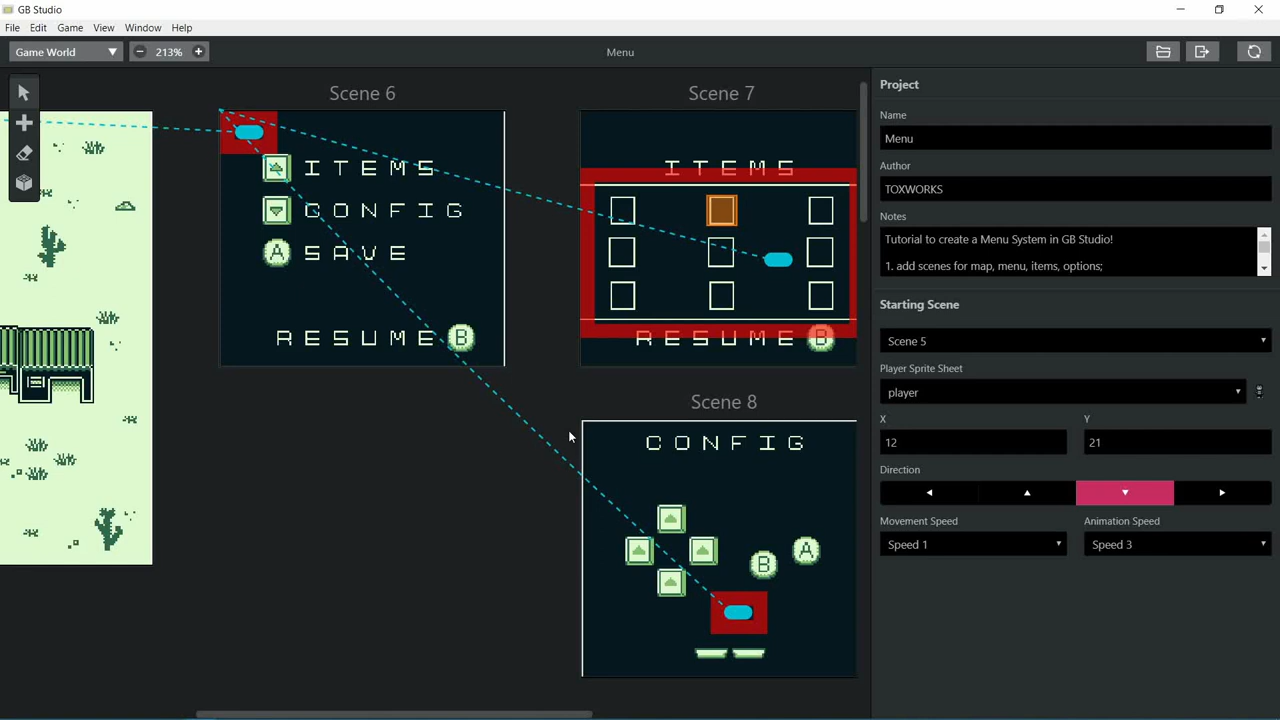 GB Studio
File Edit Game View Window Help
Game World 213% Menu
Scene 6
ITEMS
CONFIG
A SAVE
RESUME B
Scene 7
ITEMS
RESUME B
Scene 8
CONFIG
B A
Project
Name
Menu
Author
TOXWORKS
Notes
Tutorial to create a Menu System in GB Studio!
1. add scenes for map, menu, items, options;
Starting Scene
Scene 5
Player Sprite Sheet
player
X Y
12 21
Direction
Movement Speed Animation Speed
Speed 1 Speed 3